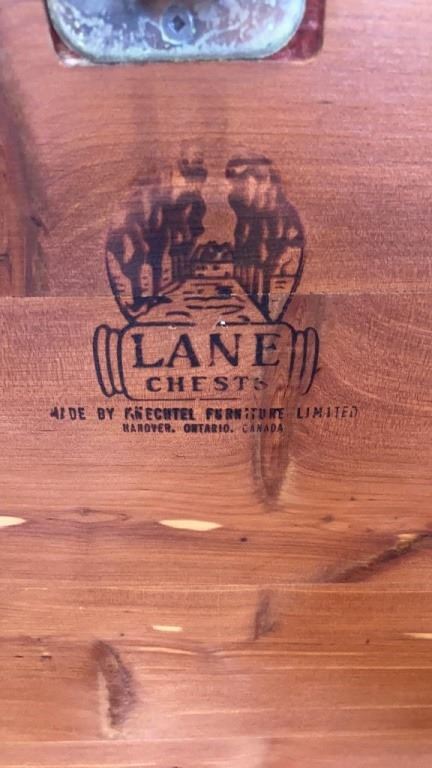 LANE
CHESTS
MADE BY KNECHTEL FURNITURE LIMITED
HANOVER, ONTARIO, CANADA